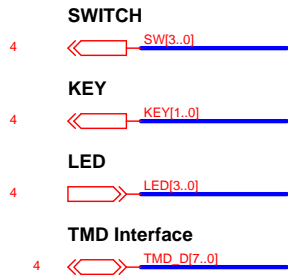 SWITCH
4 SW[3..0]
KEY
4 KEY[1..0]
LED
4 LED[3..0]
TMD Interface
4 TMD_D[7..0]